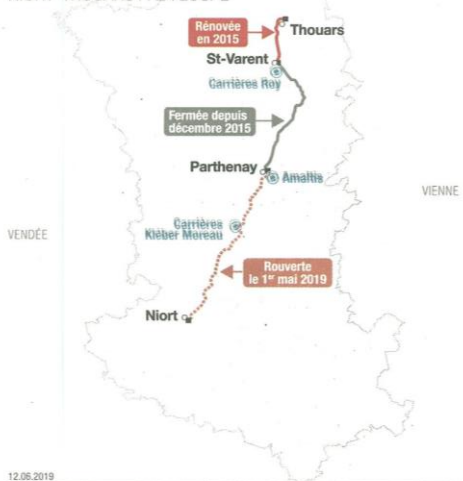 Rénovée
en 2015
Thouars
St-Varent
Carrières Roy
Fermée depuis
décembre 2015
Parthenay
Amaltis
VIENNE
Carrières
Kléber Moreau
VENDÉE
Rouverte
le 1er mai 2019
Niort
12.06.2019